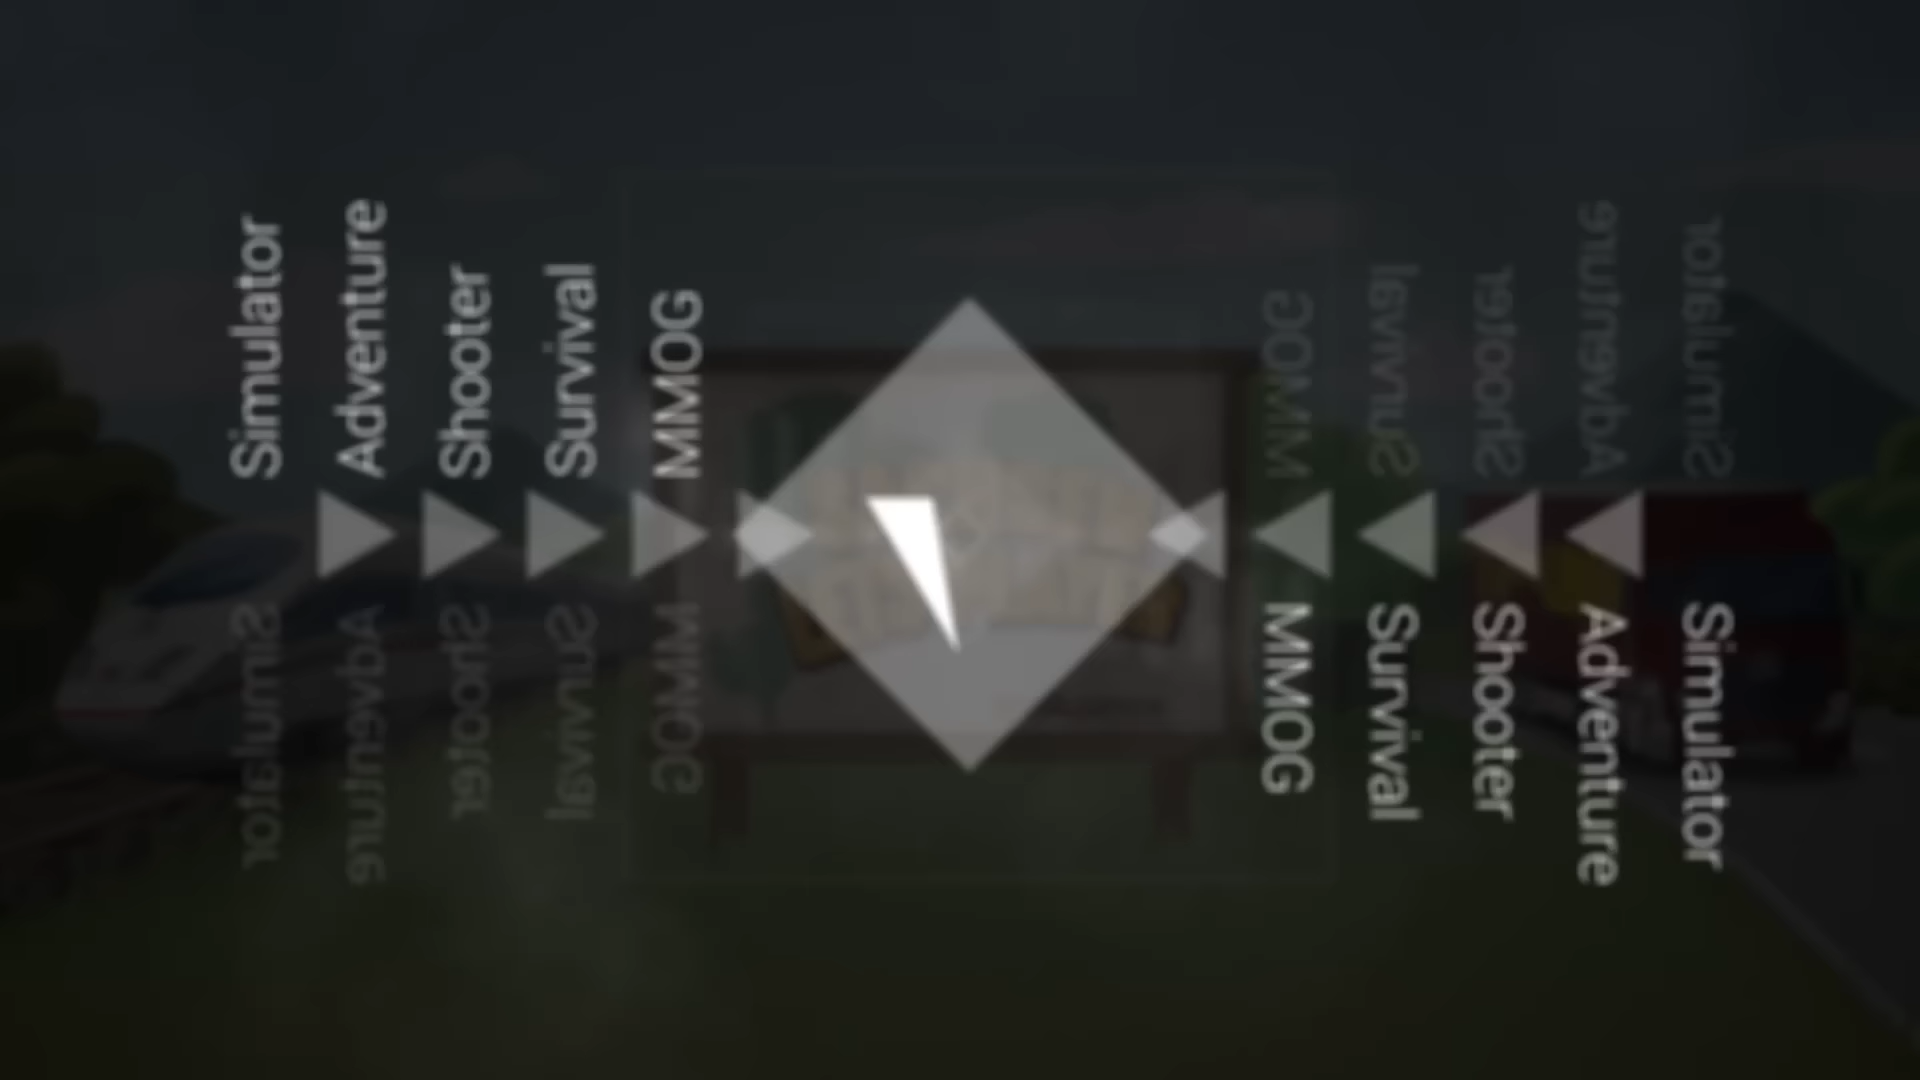 Simulator
Adventure
Shooter
Survival
MMOG
MMOG
Survival
Shooter
Adventure
Simulator